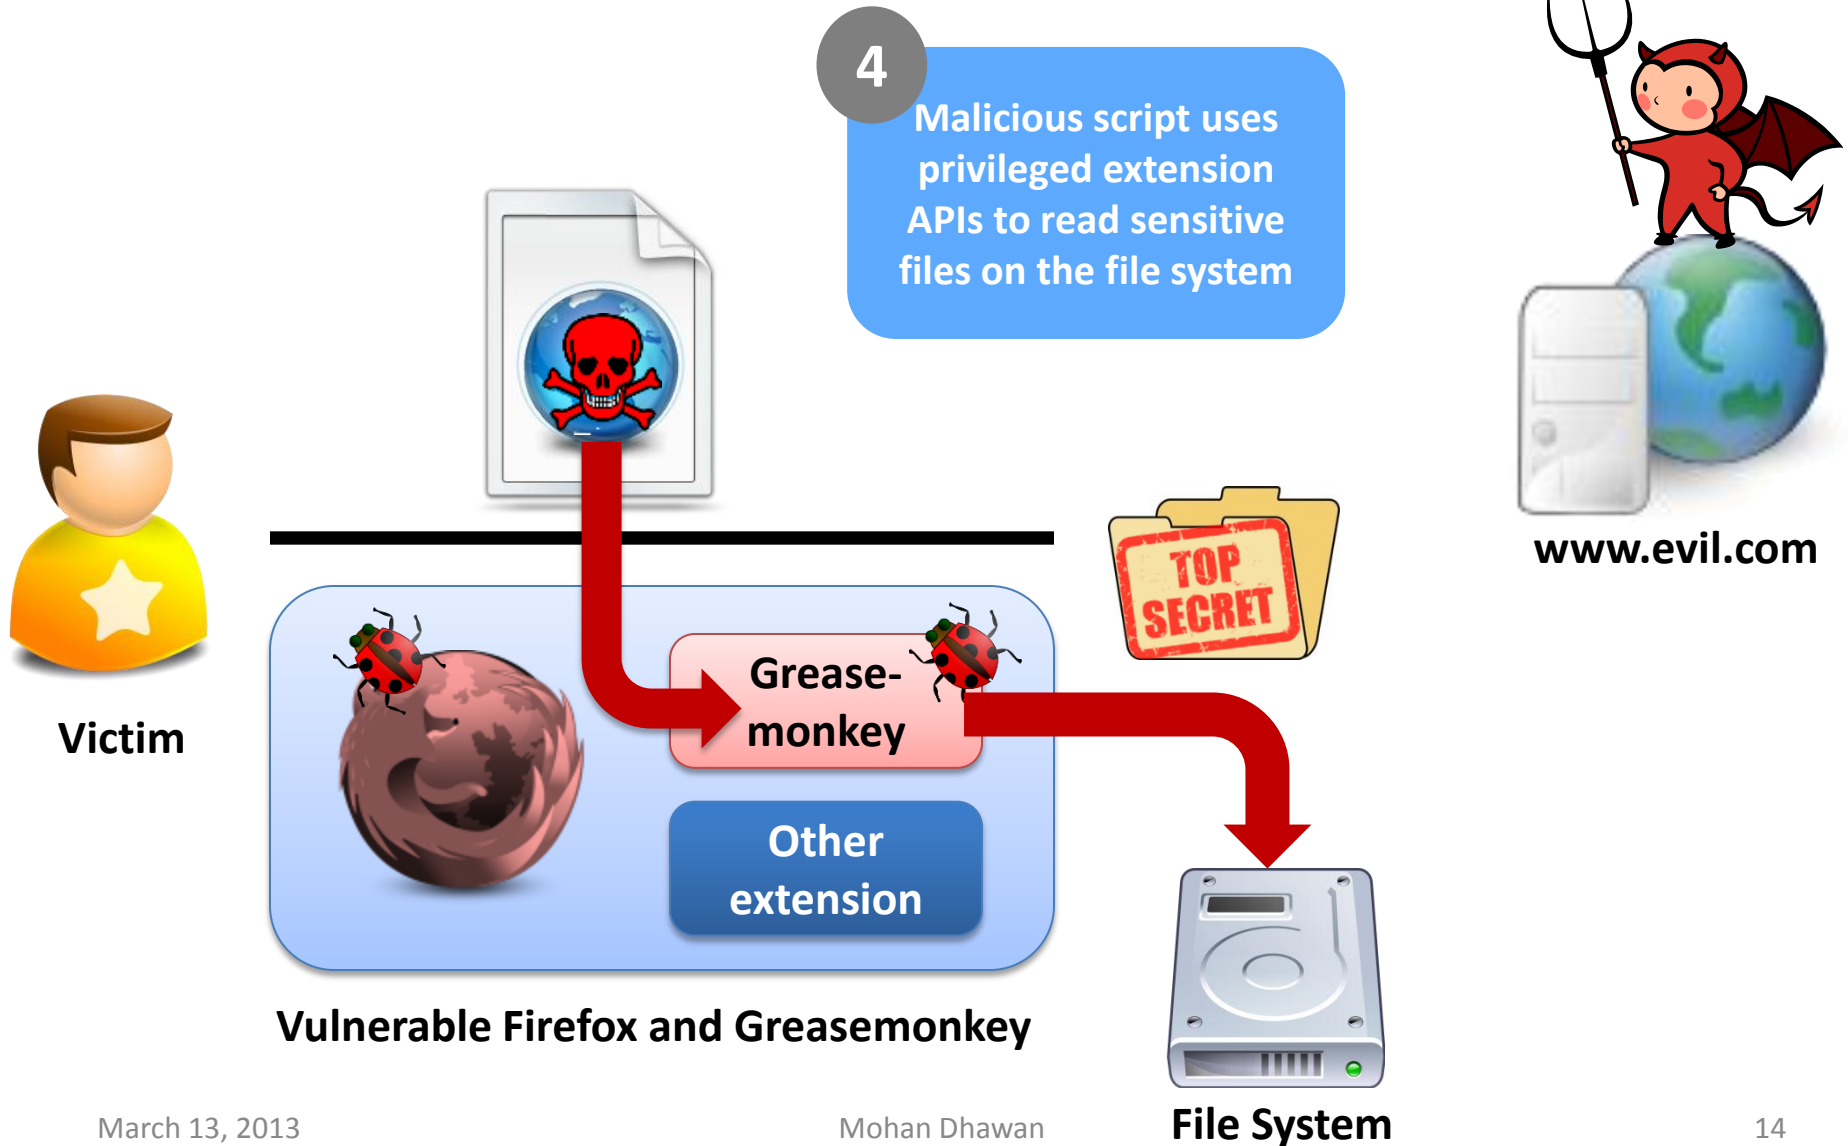 4
Malicious script uses
privileged extension
APIs to read sensitive
files on the file system
www.evil.com
TOP
SECRET
Victim
Grease-
monkey
Other
extension
Vulnerable Firefox and Greasemonkey
File System
March 13, 2013
Mohan Dhawan
14